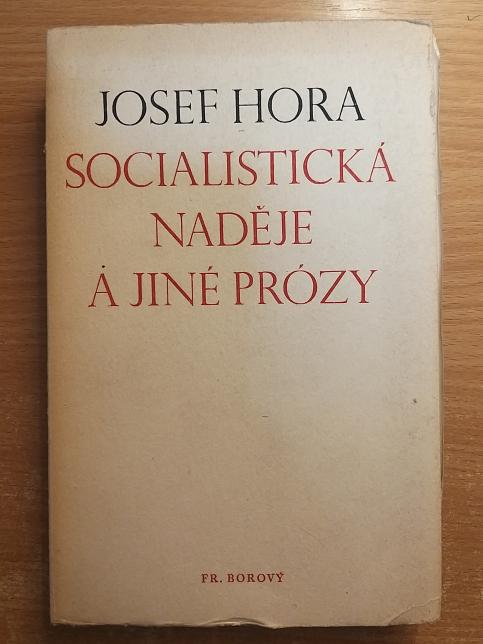 JOSEF HORA
SOCIALISTICKÁ
NADĚJE
A JINÉ PRÓZY
FR. BOROVÝ